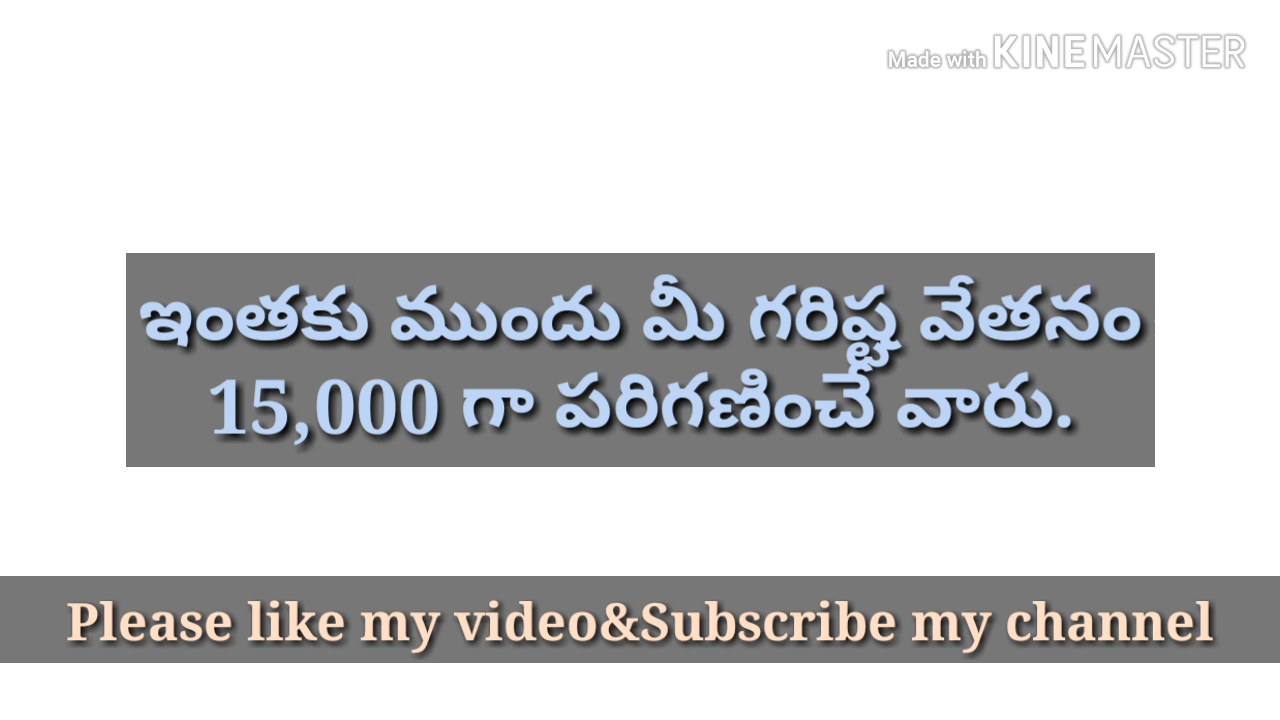 Made with KINEMASTER
ఇంతకు ముందు మీ గరిష్ట వేతనం
15,000 గా పరిగణించే వారు.
Please like my video&Subscribe my channel